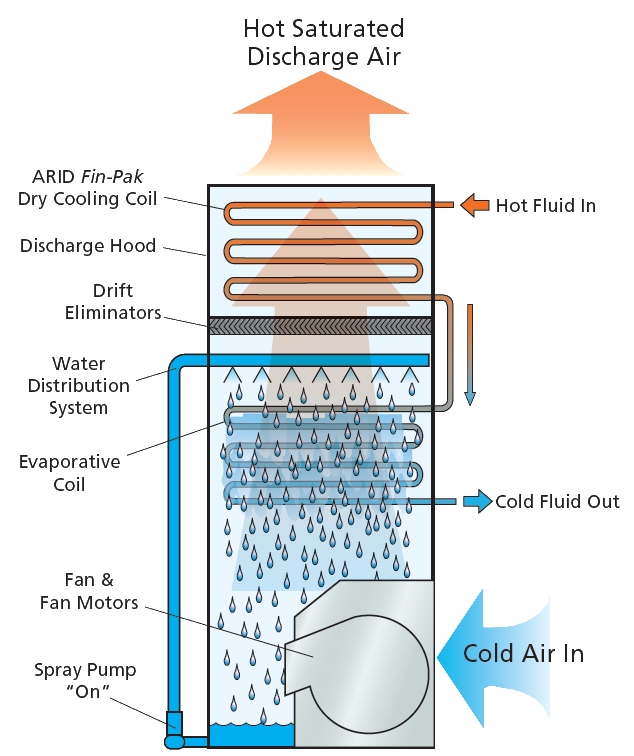 Hot Saturated
Discharge Air
ARID Fin-Pak
Dry Cooling Coil
Hot Fluid In
Discharge Hood
Drift
Eliminators
Water
Distribution
System
Evaporative
Coil
Cold Fluid Out
Fan &
Fan Motors
Cold Air In
Spray Pump
“On”